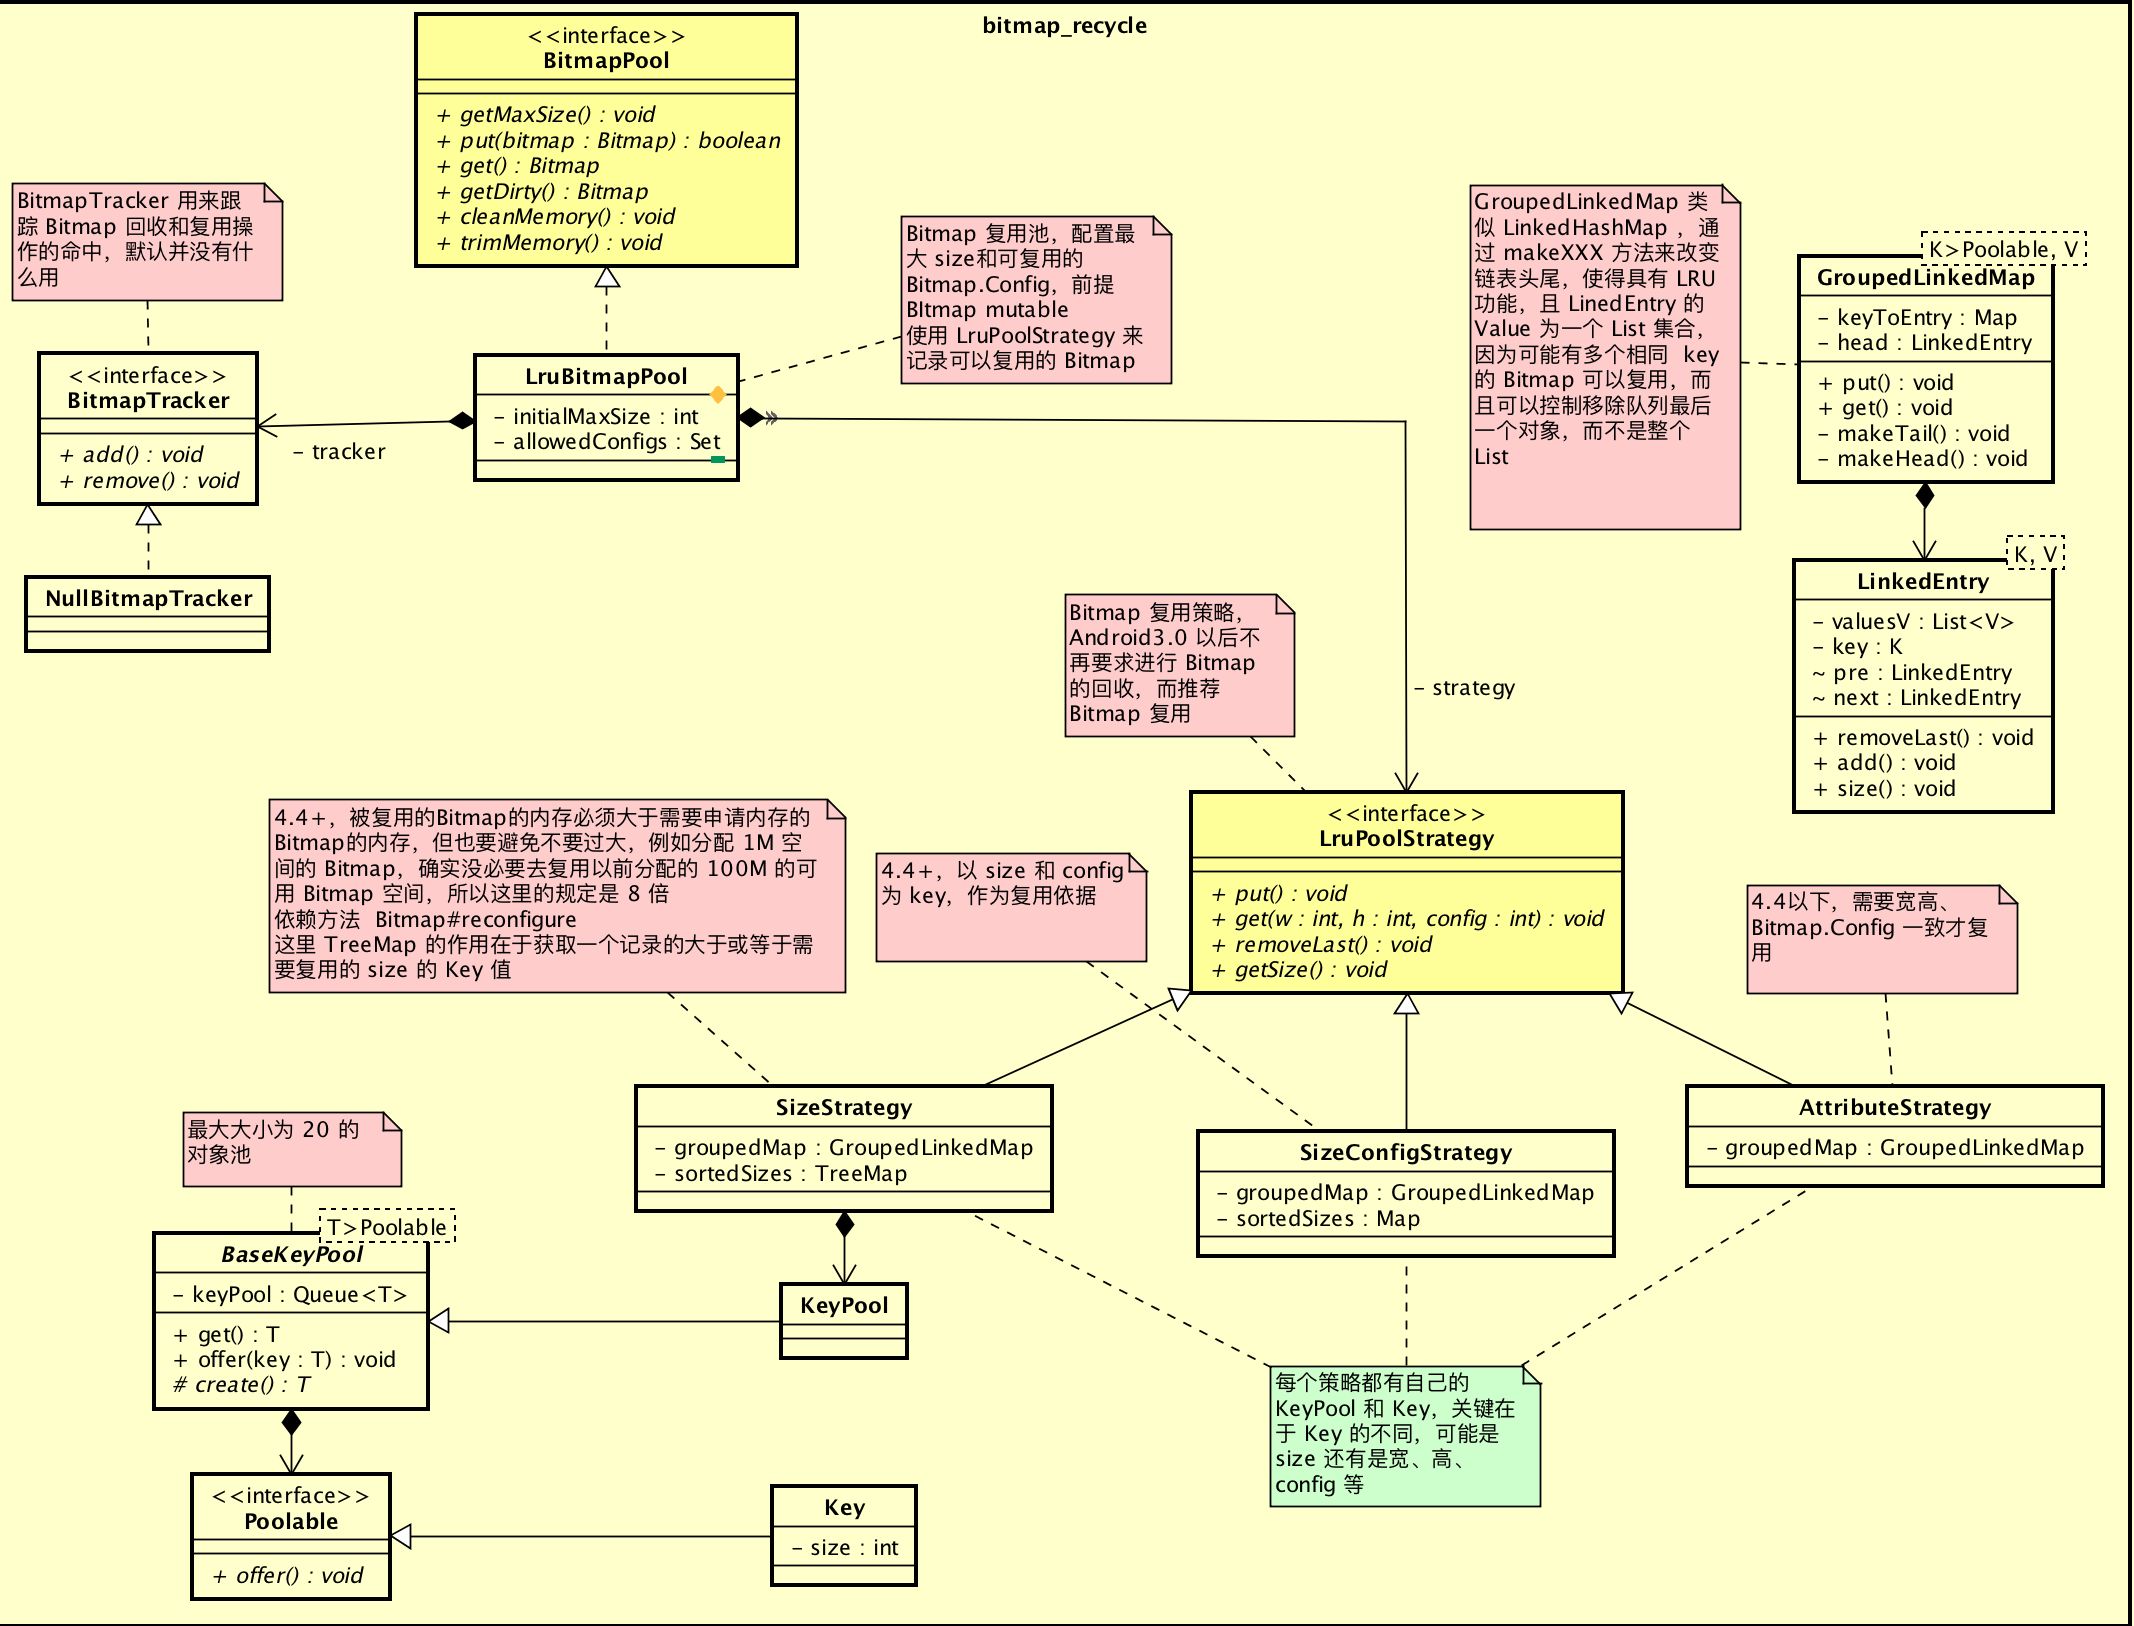 bitmap_recycle
<<interface>>
BitmapPool
+ getMaxSize() : void
+ put(bitmap : Bitmap) : boolean
+ get() : Bitmap
+ getDirty() : Bitmap
+ cleanMemory() : void
+ trimMemory() : void
BitmapTracker 用来跟
踪 Bitmap 回收和复用操
作的命中，默认并没有什
么用
Bitmap 复用池，配置最
大 size和可复用的
Bitmap.Config，前提
BItmap mutable
使用 LruPoolStrategy 来
记录可以复用的 Bitmap
GroupedLinkedMap 类
似 LinkedHashMap ，通
过 makeXXX 方法来改变
链表头尾，使得具有 LRU
功能，且 LinedEntry 的
Value 为一个 List 集合，
因为可能有多个相同 key
的 Bitmap 可以复用，而
且可以控制移除队列最后
一个对象，而不是整个
List
K>Poolable, V
GroupedLinkedMap
- keyToEntry : Map
- head : LinkedEntry
+ put() : void
+ get() : void
- makeTail() : void
- makeHead() : void
<<interface>>
BitmapTracker
+ add() : void
+ remove() : void
- tracker
LruBitmapPool
- initialMaxSize : int
- allowedConfigs : Set
NullBitmapTracker
K, V
LinkedEntry
- valuesV : List<V>
- key : K
~ pre : LinkedEntry
~ next : LinkedEntry
+ removeLast() : void
+ add() : void
+ size() : void
Bitmap 复用策略，
Android3.0 以后不
再要求进行 Bitmap
的回收，而推荐
Bitmap 复用
- strategy
4.4+，被复用的Bitmap的内存必须大于需要申请内存的
Bitmap的内存，但也要避免不要过大，例如分配 1M 空
间的 Bitmap，确实没必要去复用以前分配的 100M 的可
用 Bitmap 空间，所以这里的规定是 8 倍
依赖方法 Bitmap#reconfigure
这里 TreeMap 的作用在于获取一个记录的大于或等于需
要复用的 size 的 Key 值
4.4+，以 size 和 config
为 key，作为复用依据
<<interface>>
LruPoolStrategy
+ put() : void
+ get(w : int, h : int, config : int) : void
+ removeLast() : void
+ getSize() : void
4.4以下，需要宽高、
Bitmap.Config 一致才复
用
SizeStrategy
- groupedMap : GroupedLinkedMap
- sortedSizes : TreeMap
SizeConfigStrategy
- groupedMap : GroupedLinkedMap
- sortedSizes : Map
AttributeStrategy
- groupedMap : GroupedLinkedMap
最大大小为 20 的
对象池
T>Poolable
BaseKeyPool
- keyPool : Queue<T>
+ get() : T
+ offer(key : T) : void
# create() : T
KeyPool
每个策略都有自己的
KeyPool 和 Key，关键在
于 Key 的不同，可能是
size 还有是宽、高、
config 等
<<interface>>
Poolable
+ offer() : void
Key
- size : int